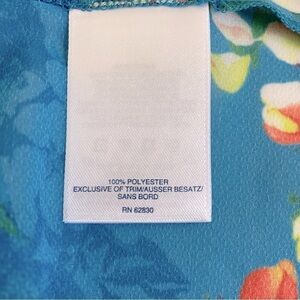 100% POLYESTER
EXCLUSIVE OF TRIM/AUSSER BESATZ/
SANS BORD
RN 62830